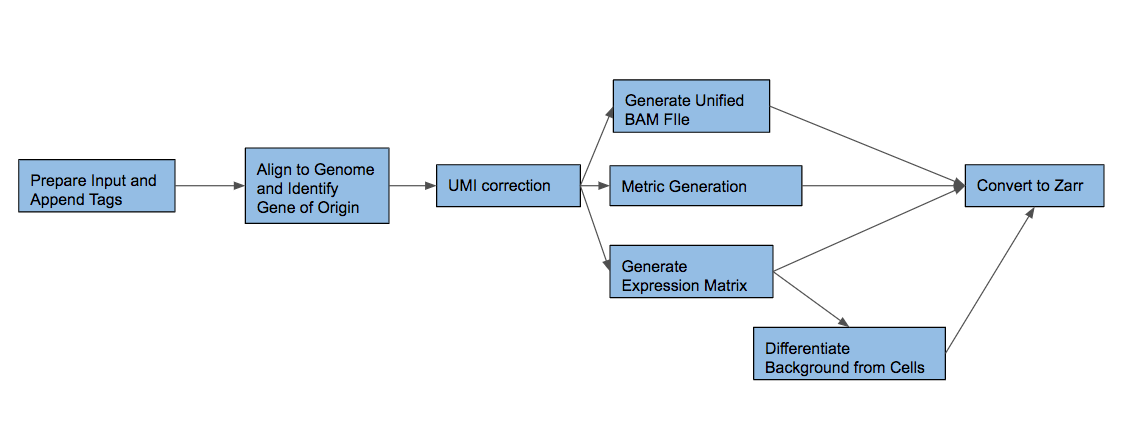 Prepare Input and
Append Tags
Align to Genome
and Identify
Gene of Origin
UMI correction
Generate Unified
BAM FIle
Metric Generation
Generate
Expression Matrix
Differentiate
Background from Cells
Convert to Zarr